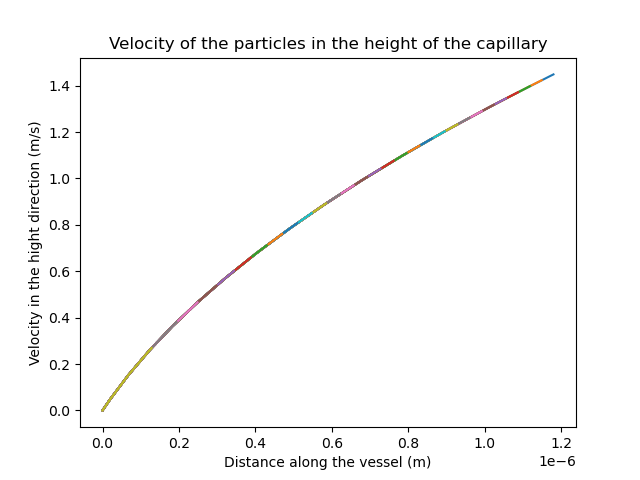 Velocity of the particles in the height of the capillary
Velocity in the hight direction (m/s)
1.4
1.2
1.0
0.8
0.6
0.4
0.2
0.0
0.0 0.2 0.4 0.6 0.8 1.0 1.2
1e−6
Distance along the vessel (m)